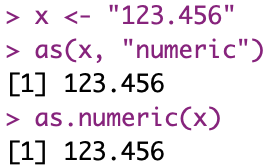 > x <- "123.456"
> as(x, "numeric")
[1] 123.456
> as.numeric(x)
[1] 123.456